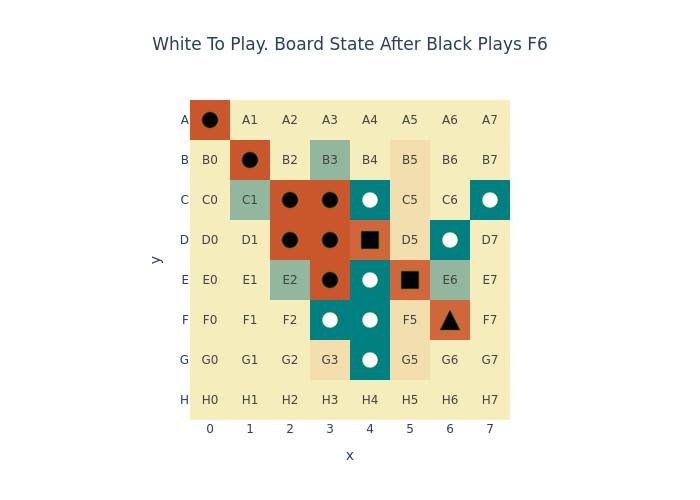 White To Play. Board State After Black Plays F6
A A1 A2 A3 A4 A5 A6 A7
B B0 B2 B3 B4 B5 B6 B7
C C0 C1 C5 C6
D D0 D1 D5 D7
E E0 E1 E2 E6 E7
F F0 F1 F2 F5 F7
G G0 G1 G2 G3 G5 G6 G7
H H0 H1 H2 H3 H4 H5 H6 H7
0 1 2 3 4 5 6 7
x
y